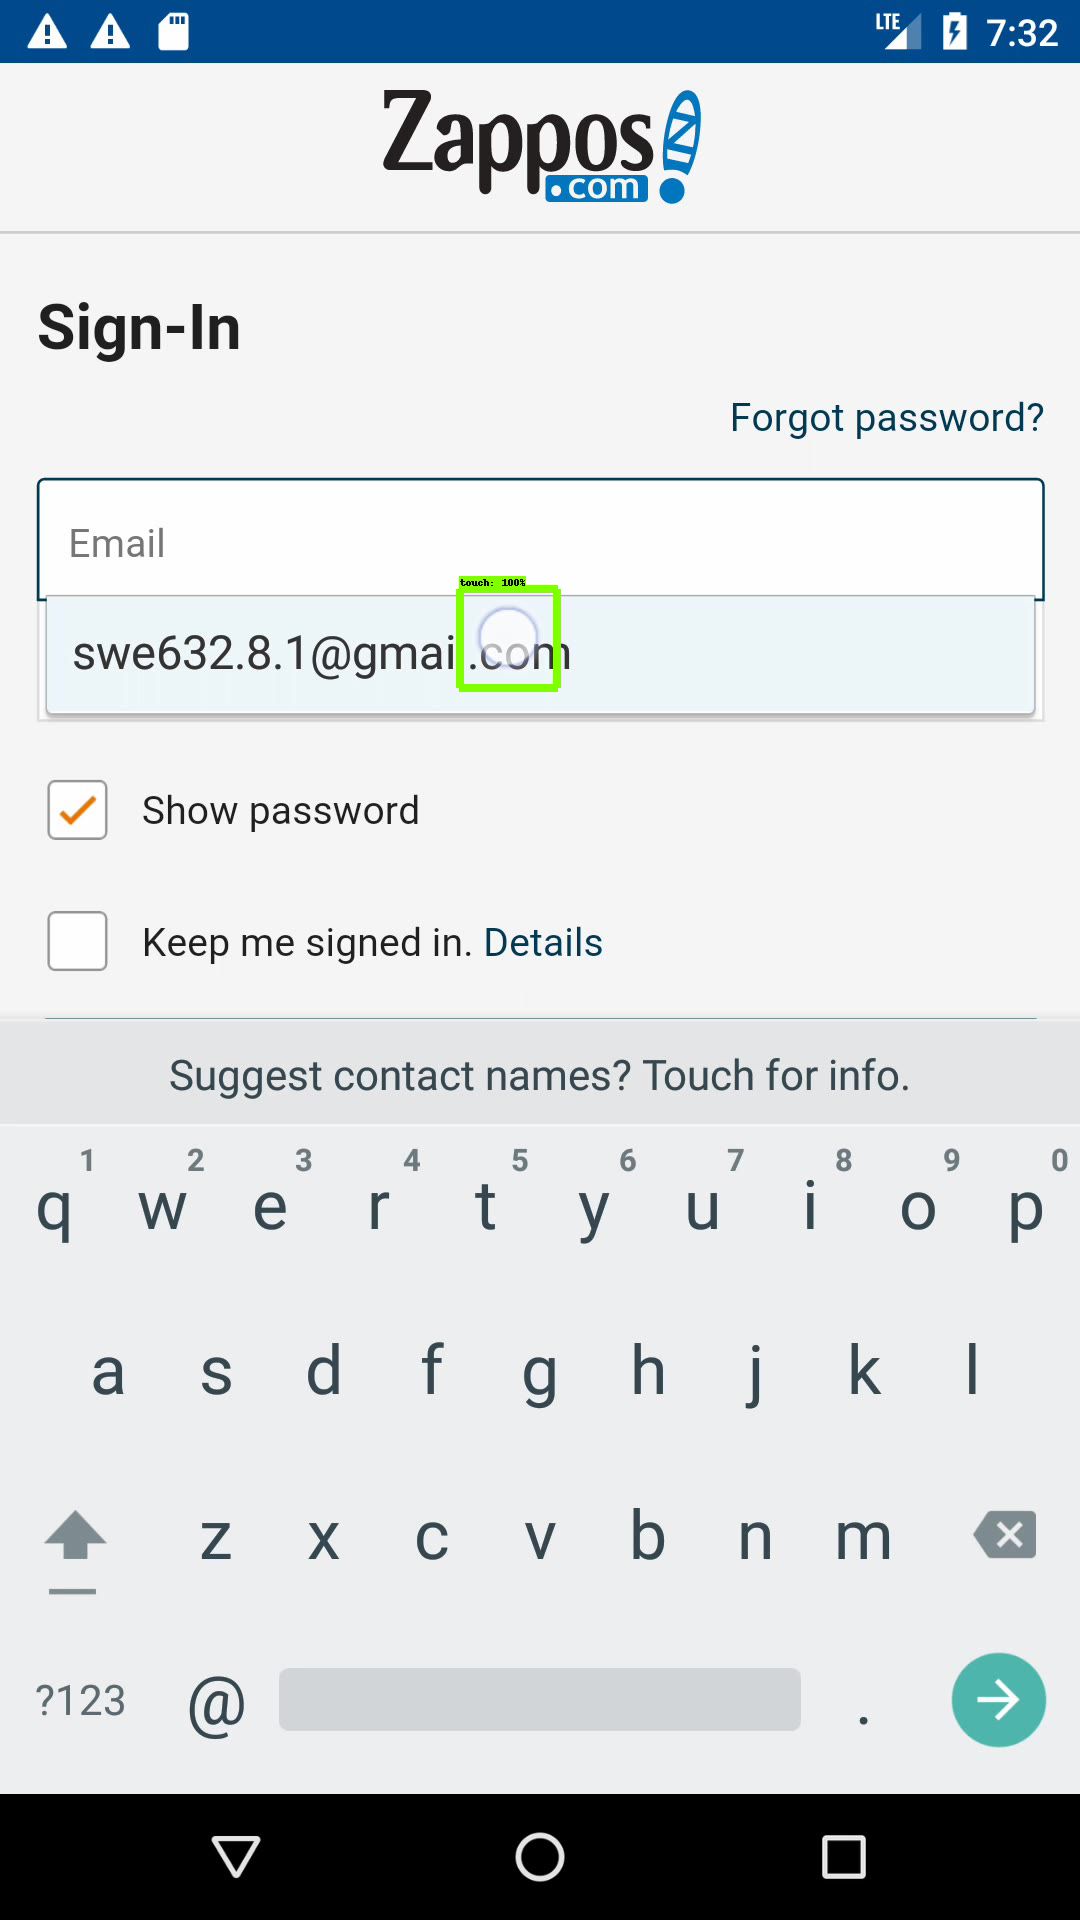 LTE 7:32
Zappos
.com
Sign-In
Forgot password?
Email
touch: 100%
swe632.8.1@gmail.com
Show password
Keep me signed in. Details
Suggest contact names? Touch for info.
1 2 3 4 5 6 7 8 9 0
q w e r t y u i o p
a s d f g h j k l
z x c v b n m
?123 @ .